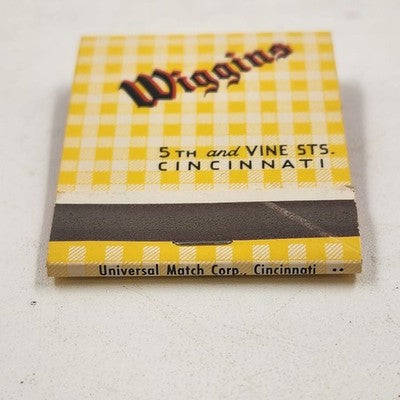 Wiggins
5TH and VINE STS.
CINCINNATI
Universal Match Corp., Cincinnati